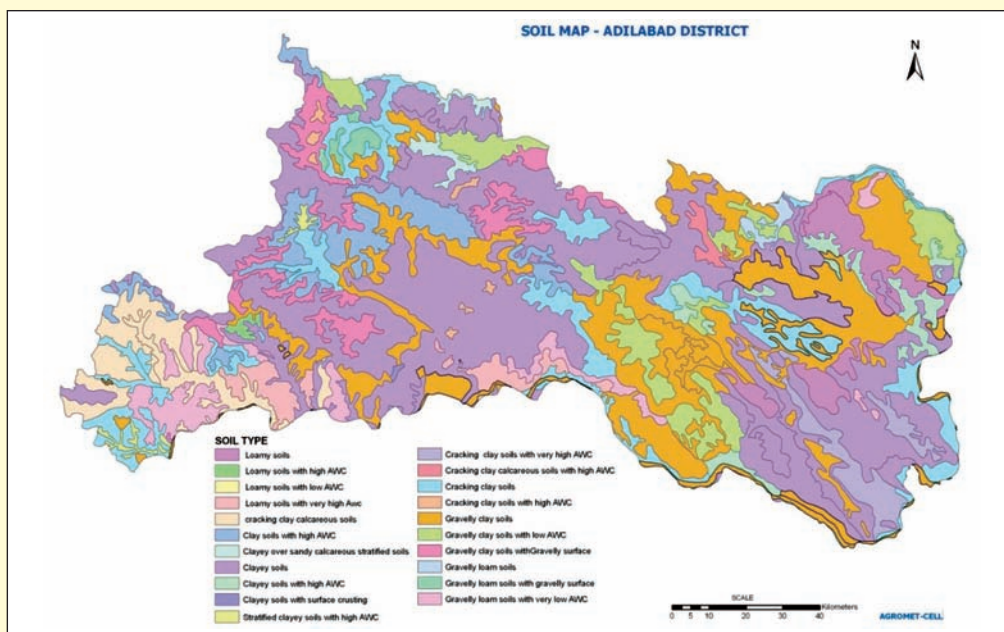 SOIL MAP - ADILABAD DISTRICT
N
SOIL TYPE
Loamy soils
Loamy soils with high AWC
Loamy soils with low AWC
Loamy soils with very high Awc
cracking clay calcareous soils
Clay soils with high AWC
Clayey over sandy calcareous stratified soils
Clayey soils
Clayey soils with high AWC
Clayey soils with surface crusting
Stratified clayey soils with high AWC
Cracking clay soils with very high AWC
Cracking clay calcareous soils with high AWC
Cracking clay soils
Cracking clay soils with high AWC
Gravelly clay soils
Gravelly clay soils with low AWC
Gravelly clay soils withGravelly surface
Gravelly loam soils
Gravelly loam soils with gravelly surface
Gravelly loam soils with very low AWC
SCALE
0 5 10 20 30 40 Kilometers
AGROMET-CELL